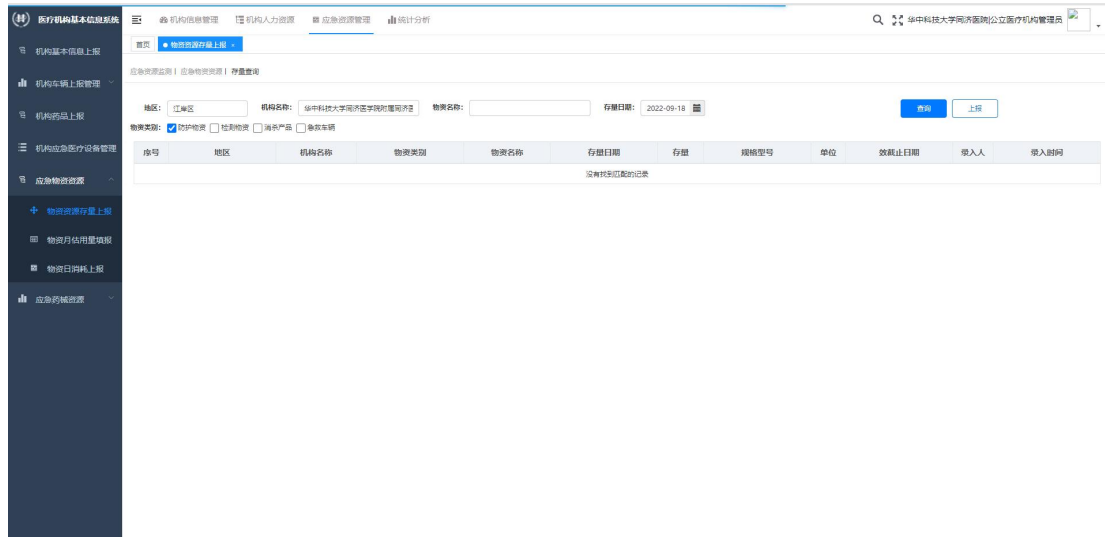 医疗机构基本信息系统
机构信息管理 机构人力资源 应急资源管理 统计分析
华中科技大学同济医院|公立医疗机构管理员
首页 物资资源存量上报 ×
应急资源监测 | 应急物资资源 | 存量查询
地区: 江岸区 机构名称: 华中科技大学同济医学院附属同济医 物资名称: 存量日期: 2022-09-18 查询 上报
物资类别: 防护物资 检测物资 消杀产品 急救车辆
序号 地区 机构名称 物资类别 物资名称 存量日期 存量 规格型号 单位 效截止日期 录入人 录入时间
没有找到匹配的记录
机构基本信息上报
机构车辆上报管理
机构药品上报
机构应急医疗设备管理
应急物资资源
物资资源存量上报
物资月估用量填报
物资日消耗上报
应急药械资源